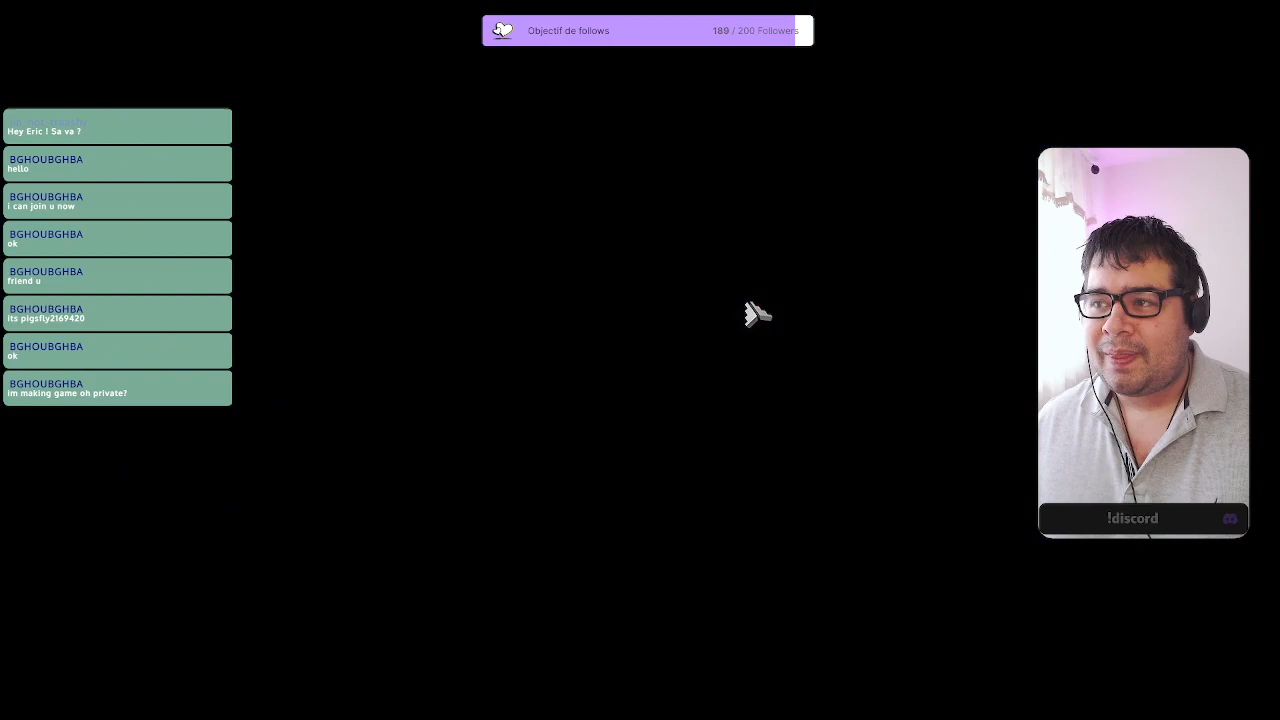 Objectif de follows
189 / 200 Followers
Hey Eric ! Sa va ?
BGHOUBGHBA
hello
BGHOUBGHBA
i can join u now
BGHOUBGHBA
ok
BGHOUBGHBA
friend u
BGHOUBGHBA
its pigsfly2169420
BGHOUBGHBA
ok
BGHOUBGHBA
im making game oh private?
!discord